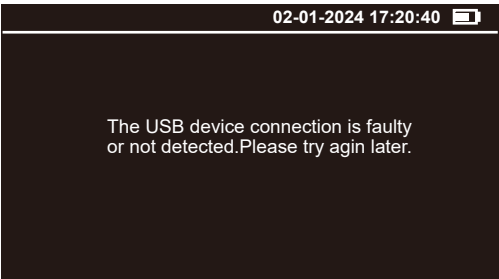 02-01-2024 17:20:40
The USB device connection is faulty
or not detected.Please try agin later.